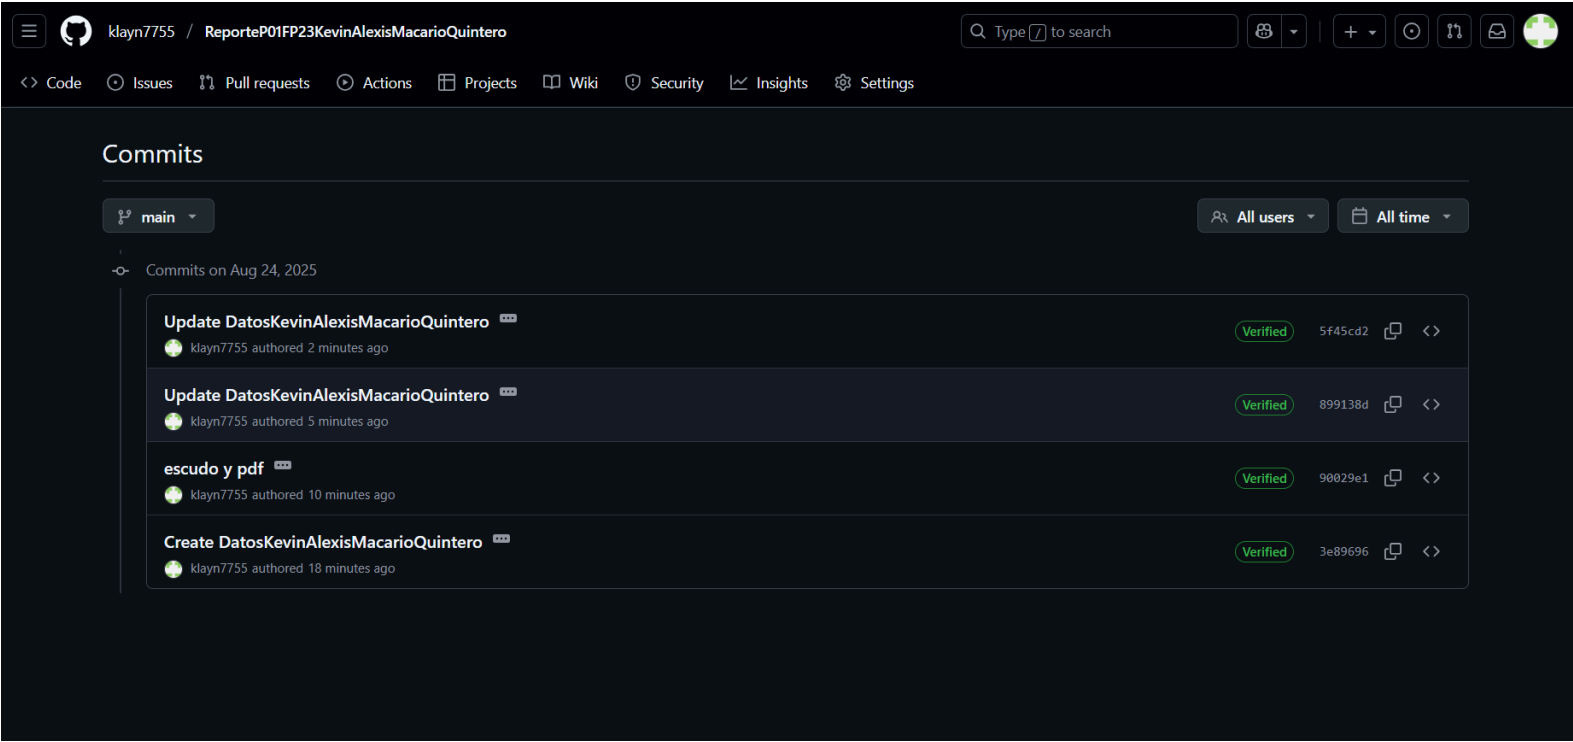 klayn7755 / ReporteP01FP23KevinAlexisMacarioQuintero
Type / to search
Code Issues Pull requests Actions Projects Wiki Security Insights Settings
Commits
main
All users All time
Commits on Aug 24, 2025
Update DatosKevinAlexisMacarioQuintero
klayn7755 authored 2 minutes ago
Verified 5f45cd2
Update DatosKevinAlexisMacarioQuintero
klayn7755 authored 5 minutes ago
Verified 899138d
escudo y pdf
klayn7755 authored 10 minutes ago
Verified 90029e1
Create DatosKevinAlexisMacarioQuintero
klayn7755 authored 18 minutes ago
Verified 3e89696